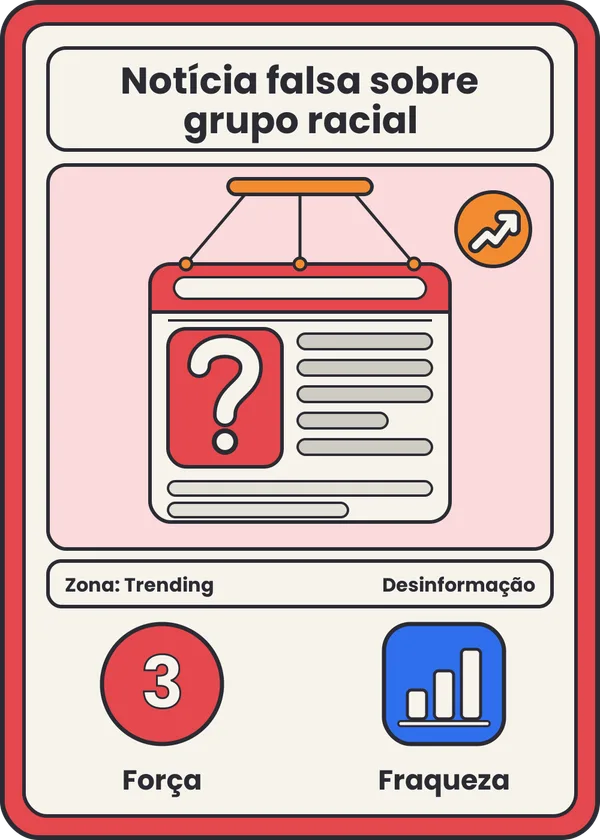 Notícia falsa sobre
grupo racial
?
Zona: Trending
Desinformação
3
Força
Fraqueza